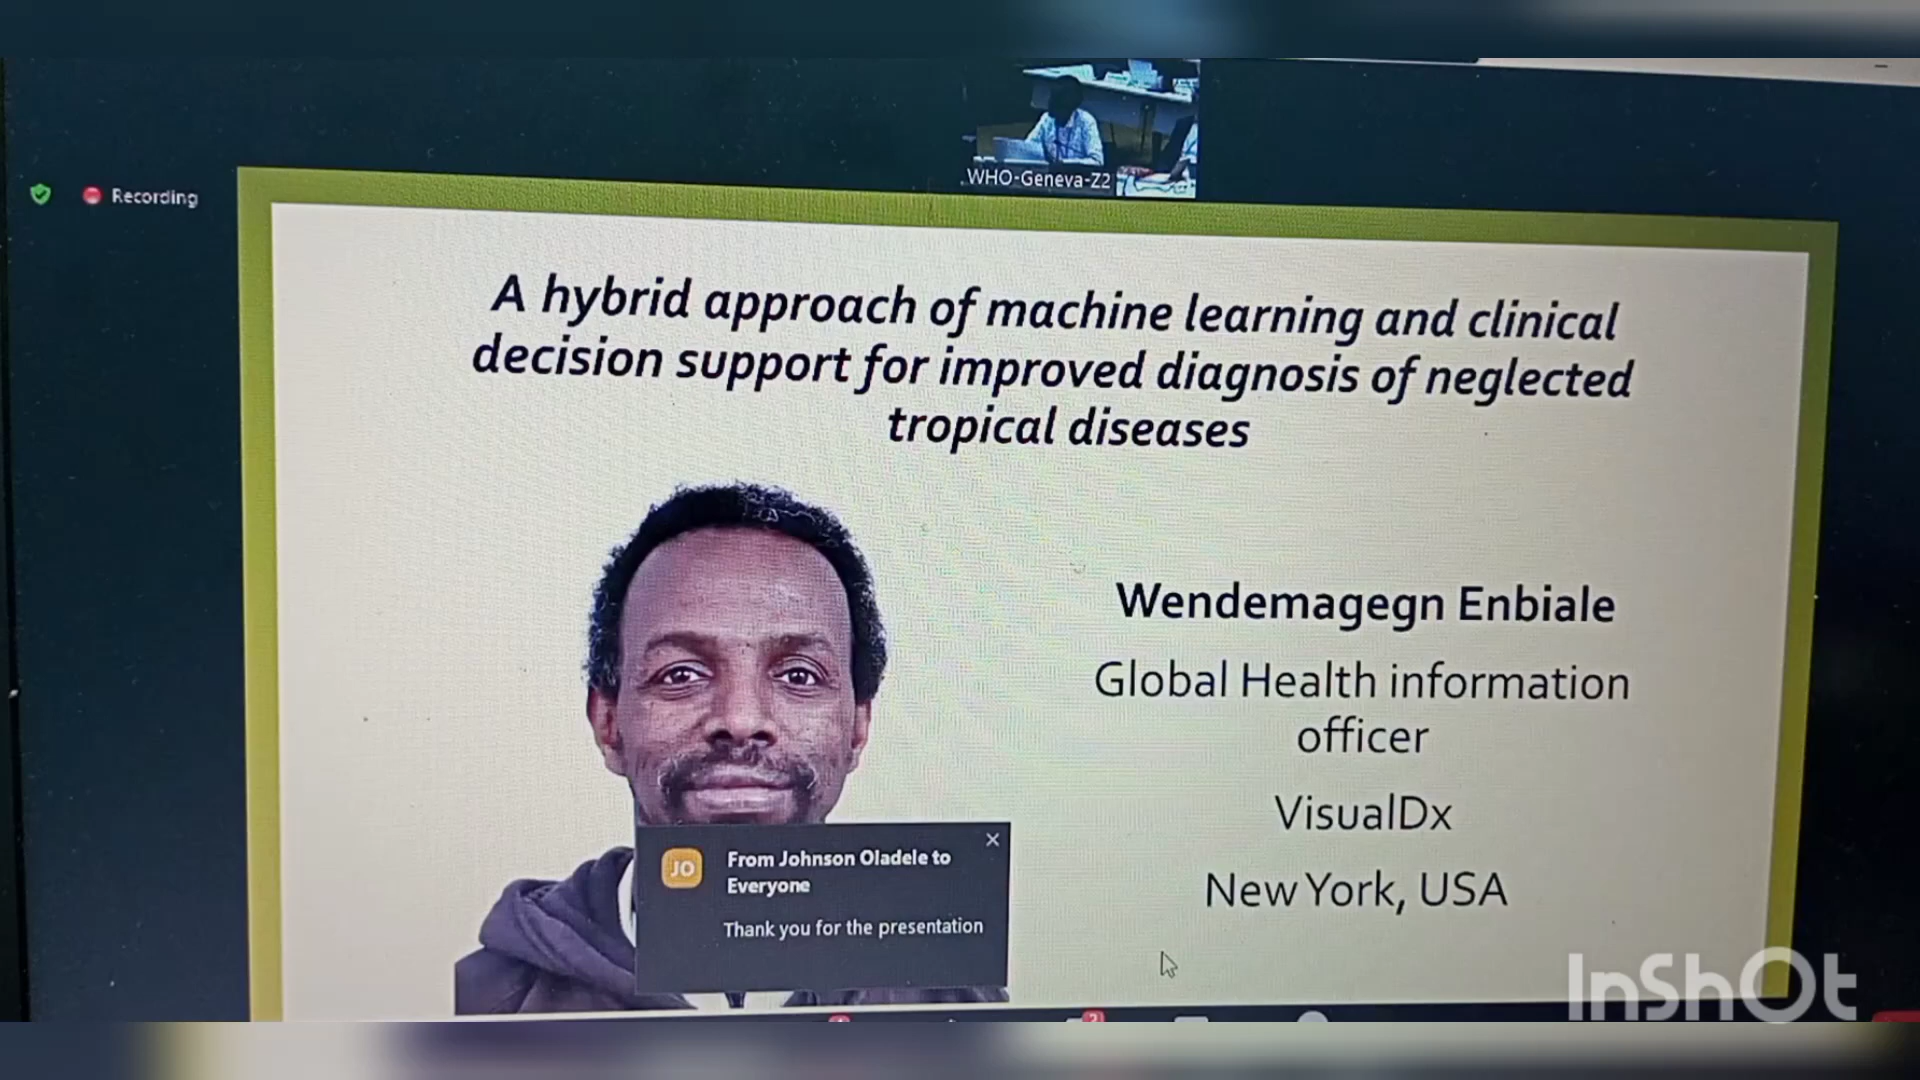 WHO-Geneva-Z2
Recording
A hybrid approach of machine learning and clinical
decision support for improved diagnosis of neglected
tropical diseases
Wendemagegn Enbiale
Global Health information
officer
VisualDx
New York, USA
JO
From Johnson Oladele to
Everyone
Thank you for the presentation
2
InShOt